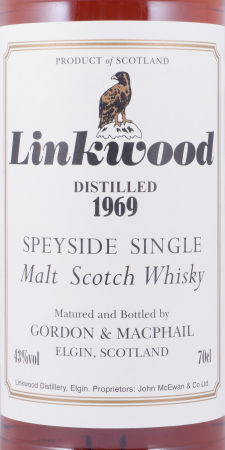 PRODUCT OF SCOTLAND
Linkwood
DISTILLED
1969
SPEYSIDE SINGLE
Malt Scotch Whisky
Matured and Bottled by
GORDON & MACPHAIL
43%vol ELGIN, SCOTLAND 70cl
Linkwood Distillery, Elgin. Proprietors: John McEwan & Co Ltd.